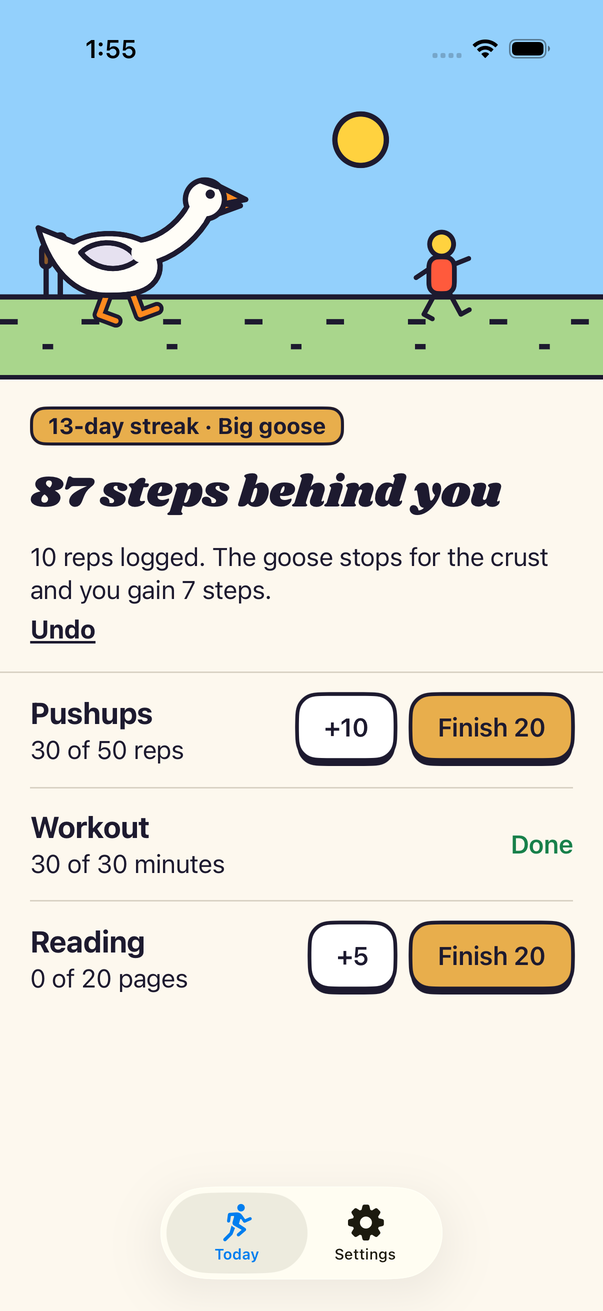 1:55
13-day streak · Big goose
87 steps behind you
10 reps logged. The goose stops for the crust
and you gain 7 steps.
Undo
Pushups
30 of 50 reps
+10
Finish 20
Workout
30 of 30 minutes
Done
Reading
0 of 20 pages
+5
Finish 20
Today
Settings